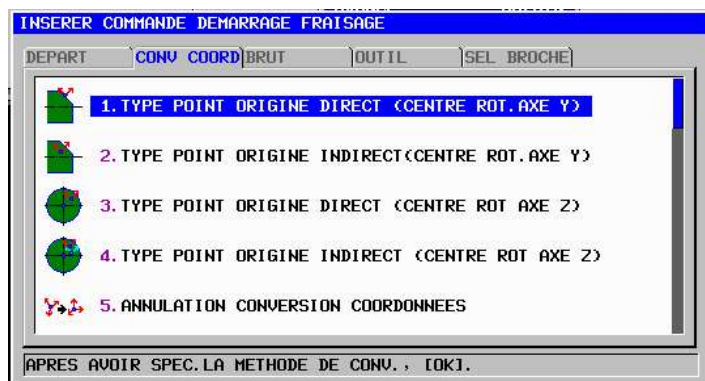 INSERER COMMANDE DEMARRAGE FRAISAGE
DEPART CONV COORD BRUT OUTIL SEL BROCHE
1.TYPE POINT ORIGINE DIRECT (CENTRE ROT.AXE Y)
2.TYPE POINT ORIGINE INDIRECT(CENTRE ROT.AXE Y)
3.TYPE POINT ORIGINE DIRECT (CENTRE ROT AXE Z)
4.TYPE POINT ORIGINE INDIRECT (CENTRE ROT AXE Z)
5.ANNULATION CONVERSION COORDONNEES
APRES AVOIR SPEC.LA METHODE DE CONV., [OK].